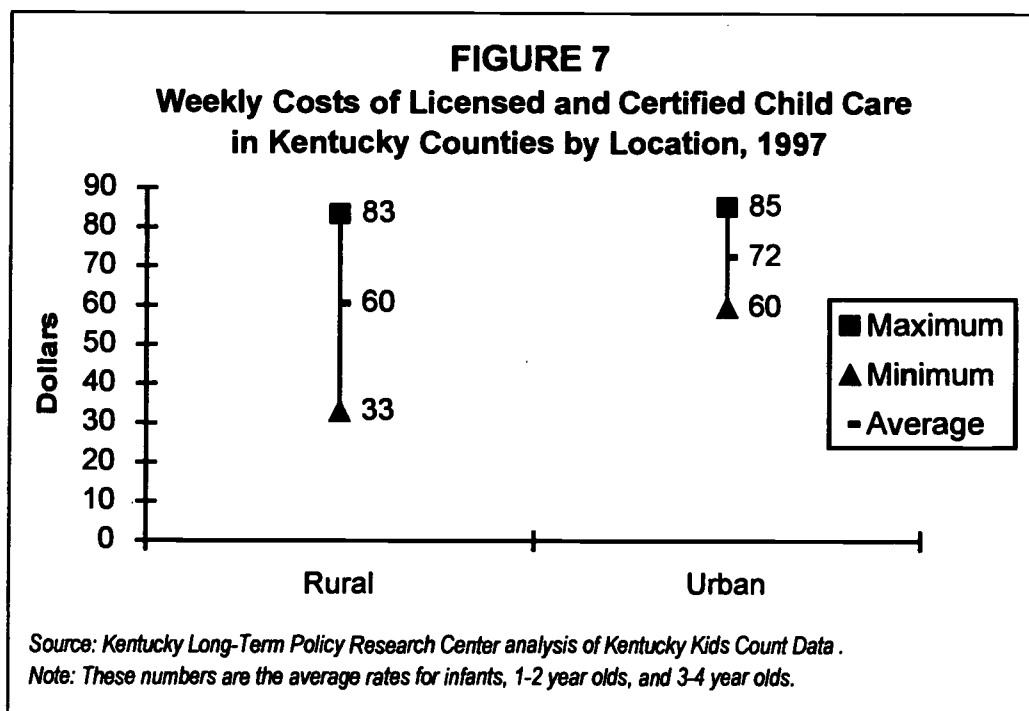 FIGURE 7
Weekly Costs of Licensed and Certified Child Care
in Kentucky Counties by Location, 1997
Dollars
90
80
70
60
50
40
30
20
10
0
83
60
33
85
72
60
Rural
Urban
Maximum
Minimum
Average
Source: Kentucky Long-Term Policy Research Center analysis of Kentucky Kids Count Data .
Note: These numbers are the average rates for infants, 1-2 year olds, and 3-4 year olds.